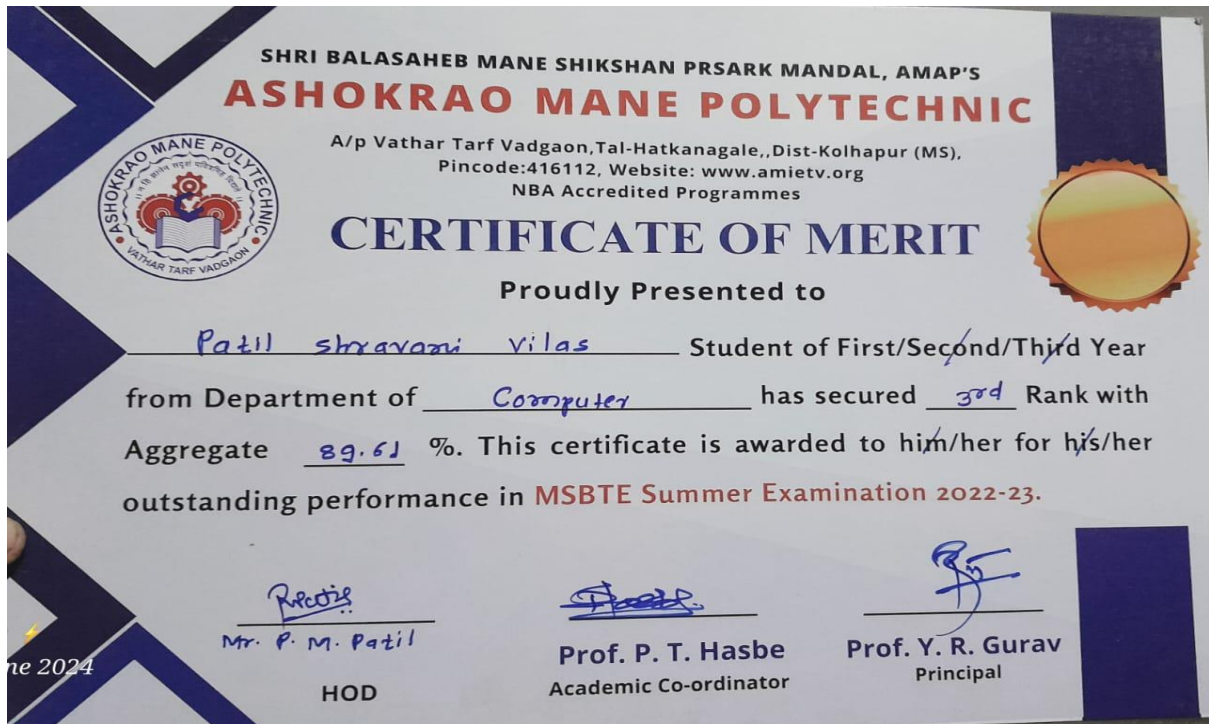 SHRI BALASAHEB MANE SHIKSHAN PRSARK MANDAL, AMAP'S
ASHOKRAO MANE POLYTECHNIC
A/p Vathar Tarf Vadgaon,Tal-Hatkanagale,,Dist-Kolhapur (MS),
Pincode:416112, Website: www.amietv.org
NBA Accredited Programmes
ASHOKRAO MANE POLYTECHNIC
VATHAR TARF VADGAON
CERTIFICATE OF MERIT
Proudly Presented to
Patil Shravani Vilas Student of First/Second/Third Year
from Department of Computer has secured 3rd Rank with
Aggregate 89.61 %. This certificate is awarded to him/her for his/her
outstanding performance in MSBTE Summer Examination 2022-23.
Mr. P. M. Patil
HOD
Prof. P. T. Hasbe
Academic Co-ordinator
Prof. Y. R. Gurav
Principal
ne 2024